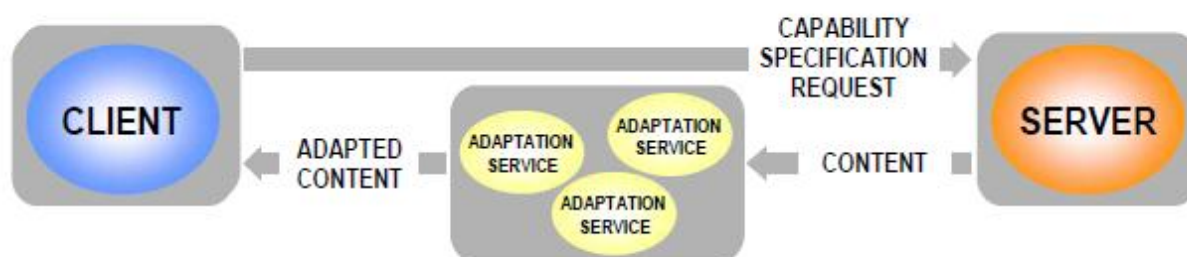 CLIENT
CAPABILITY
SPECIFICATION
REQUEST
SERVER
ADAPTED
CONTENT
ADAPTATION
SERVICE
ADAPTATION
SERVICE
ADAPTATION
SERVICE
CONTENT